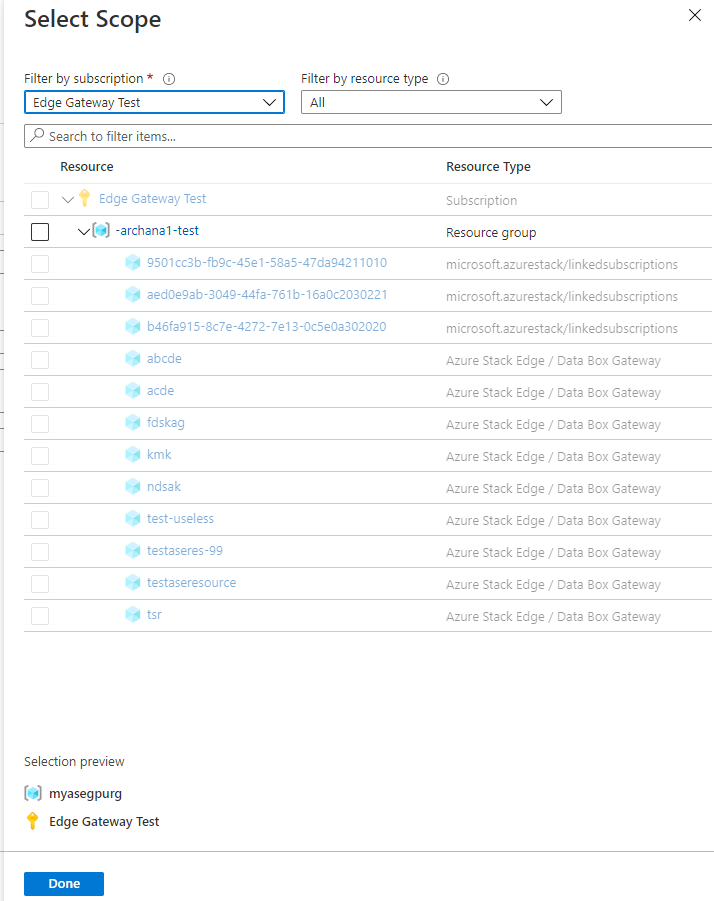 Select Scope
Filter by subscription *
Filter by resource type
Edge Gateway Test
All
Search to filter items...
Resource Resource Type
Edge Gateway Test Subscription
-archana1-test Resource group
9501cc3b-fb9c-45e1-58a5-47da94211010 microsoft.azurestack/linkedsubscriptions
aed0e9ab-3049-44fa-761b-16a0c2030221 microsoft.azurestack/linkedsubscriptions
b46fa915-8c7e-4272-7e13-0c5e0a302020 microsoft.azurestack/linkedsubscriptions
abcde Azure Stack Edge / Data Box Gateway
acde Azure Stack Edge / Data Box Gateway
fdskag Azure Stack Edge / Data Box Gateway
kmk Azure Stack Edge / Data Box Gateway
ndsak Azure Stack Edge / Data Box Gateway
test-useless Azure Stack Edge / Data Box Gateway
testaseres-99 Azure Stack Edge / Data Box Gateway
testaseresource Azure Stack Edge / Data Box Gateway
tsr Azure Stack Edge / Data Box Gateway
Selection preview
myasegpurg
Edge Gateway Test
Done